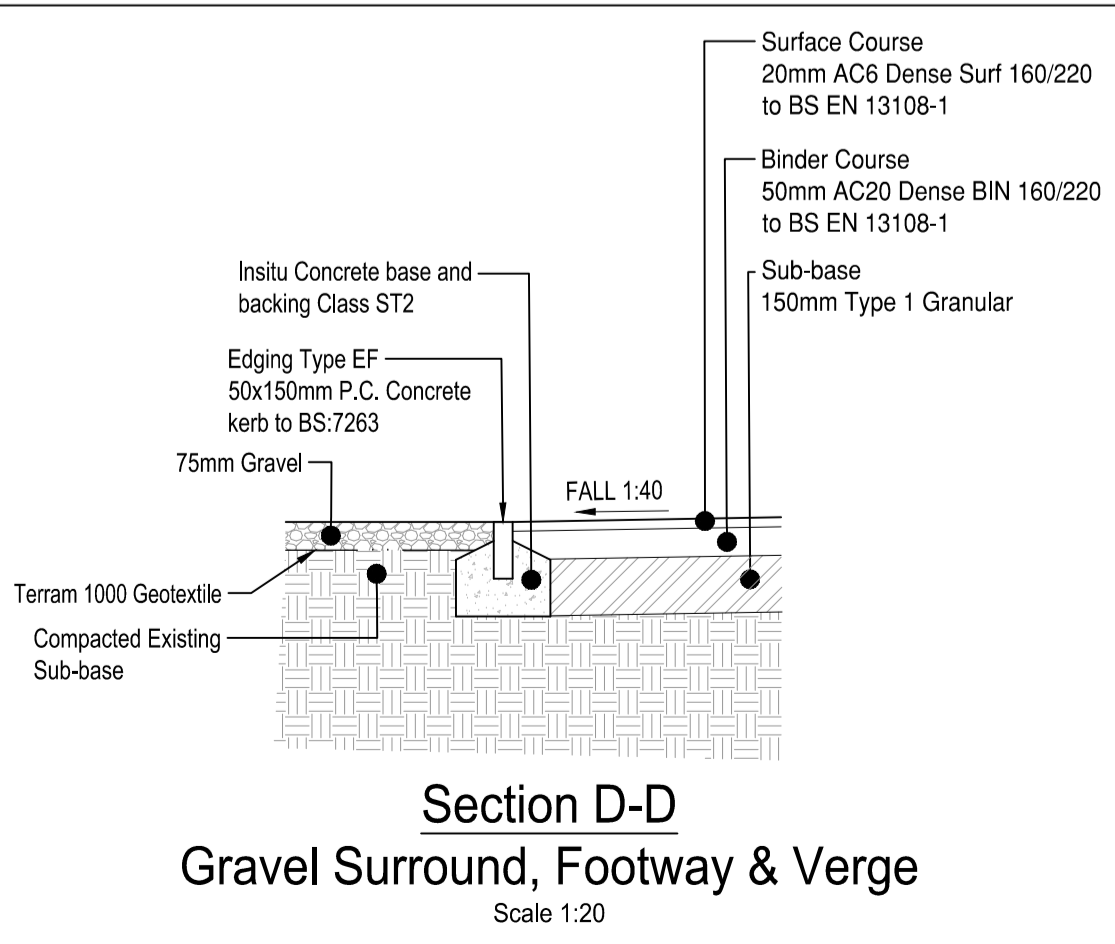 Surface Course
20mm AC6 Dense Surf 160/220
to BS EN 13108-1
Binder Course
50mm AC20 Dense BIN 160/220
to BS EN 13108-1
Sub-base
150mm Type 1 Granular
Insitu Concrete base and
backing Class ST2
Edging Type EF
50x150mm P.C. Concrete
kerb to BS:7263
75mm Gravel
FALL 1:40
Terram 1000 Geotextile
Compacted Existing
Sub-base
Section D-D
Gravel Surround, Footway & Verge
Scale 1:20